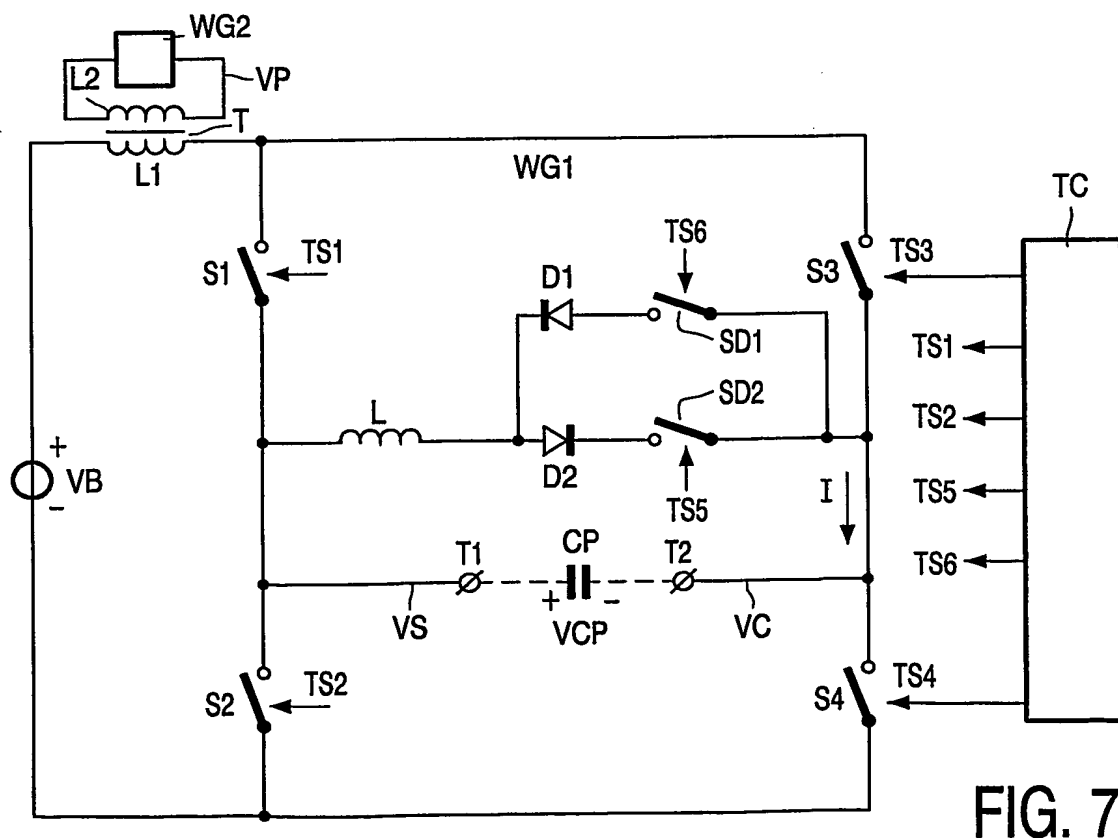 WG2
L2
VP
T
L1
WG1
TC
TS6
S1
TS1
D1
S3
TS3
SD1
TS1
SD2
L
TS2
+
VB
-
D2
TS5
I
TS5
T1
CP
T2
TS6
+
-
VS
VCP
VC
S2
TS2
S4
TS4
FIG. 7